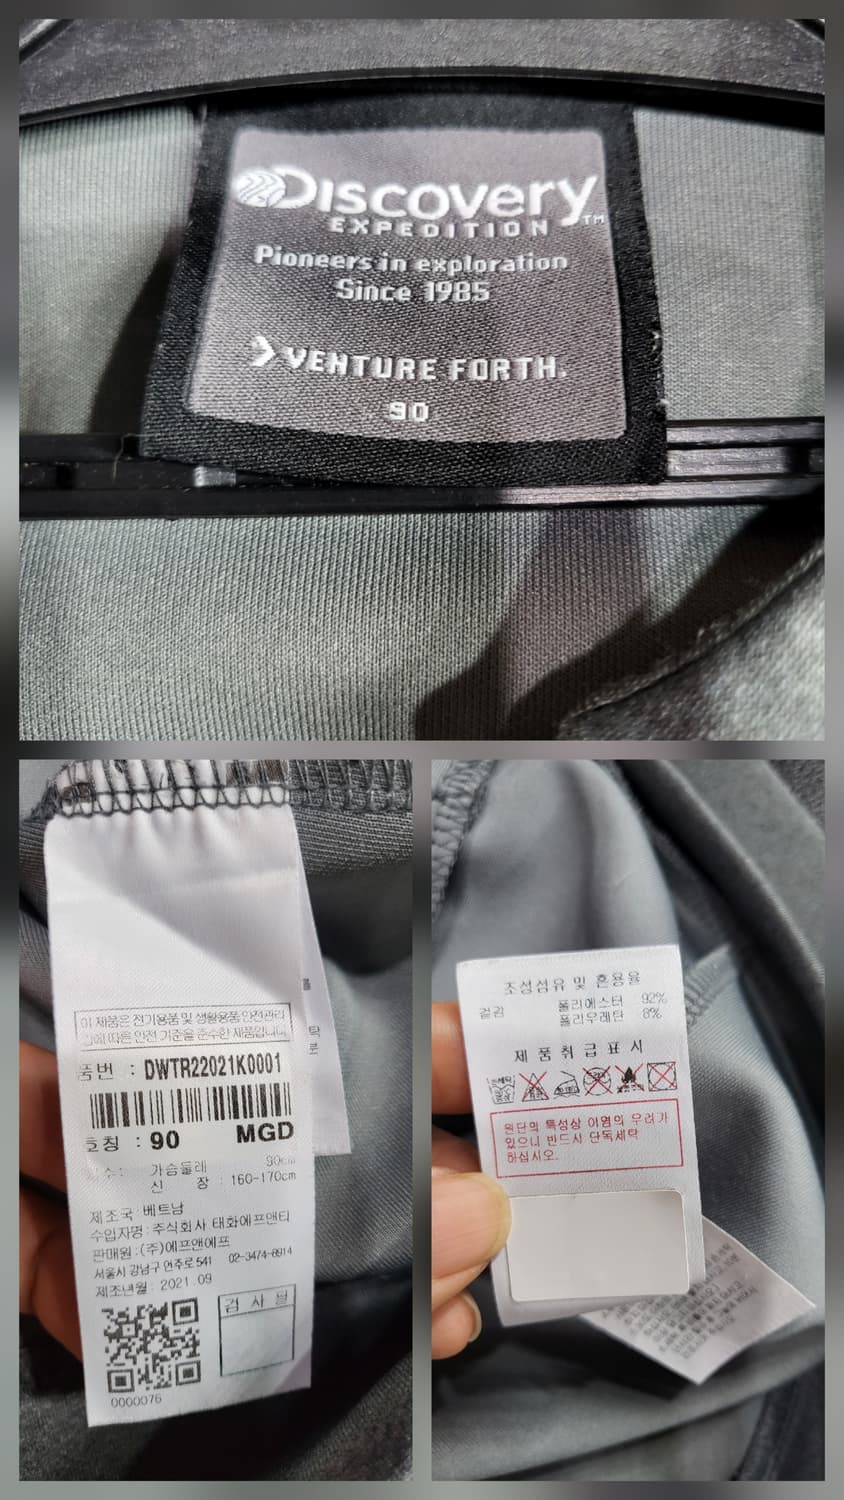 Discovery™
EXPEDITION
Pioneers in exploration
Since 1985
VENTURE FORTH.
90
이 제품은 전기용품 및 생활용품 안전관리
따른 안전 기준을 준수한 제품입니다
품번 : DWTR22021K0001
호칭 : 90 MGD
가슴둘레 90cm
신 장 : 160-170cm
제조국 : 베트남
수입자명 : 주식회사 태화에프앤티
판매원 : (주)에프앤에프
서울시 강남구 언주로 541 02-3474-8914
제조년월 : 2021.09
검사필
0000076
조성섬유 및 혼용율
겉감 폴리에스터 92%
폴리우레탄 8%
제품취급표시
원단의 특성상 이염의 우려가
있으니 반드시 단독세탁
하십시오.